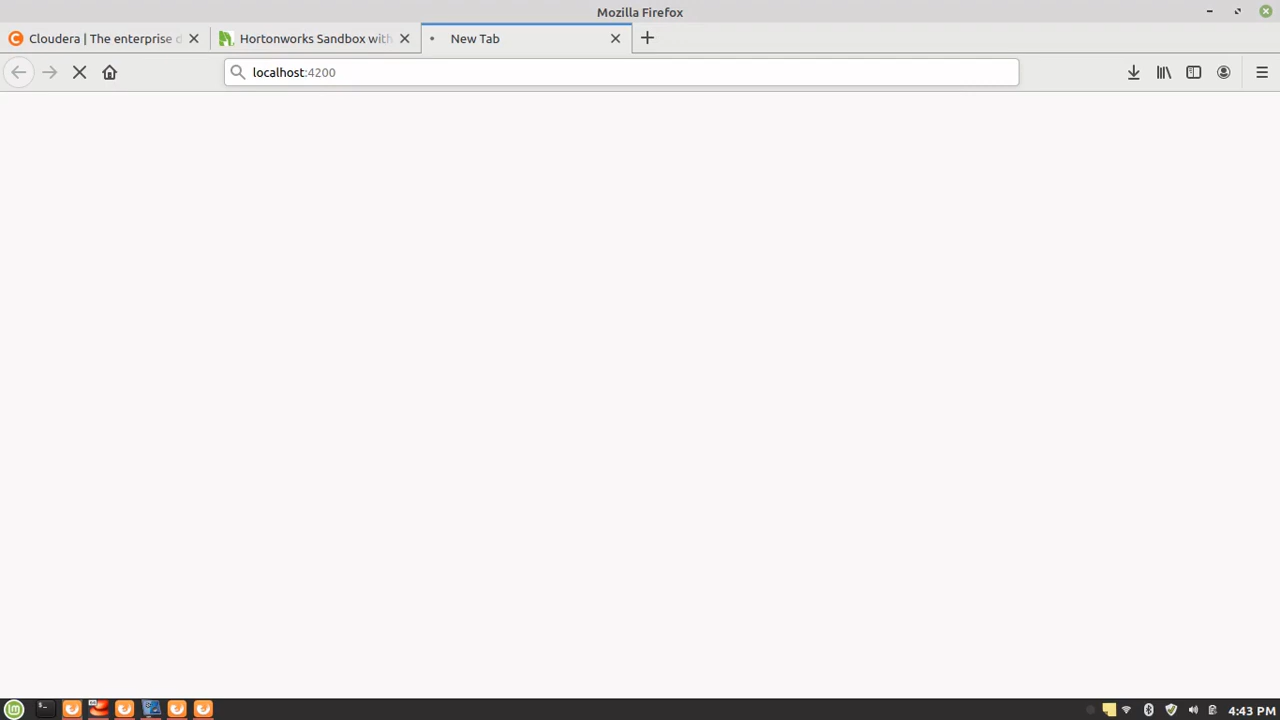 Mozilla Firefox
Cloudera | The enterprise d
Hortonworks Sandbox with
New Tab
localhost:4200
4:43 PM